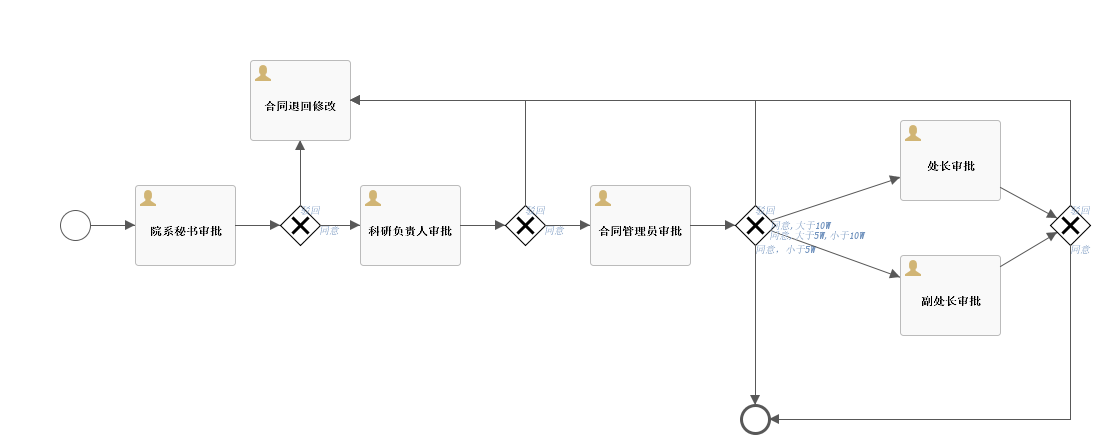 合同退回修改
处长审批
院系秘书审批
驳回
同意
科研负责人审批
驳回
同意
合同管理员审批
驳回
同意,大于10W
同意,大于5W,小于10W
同意, 小于5W
驳回
同意
副处长审批